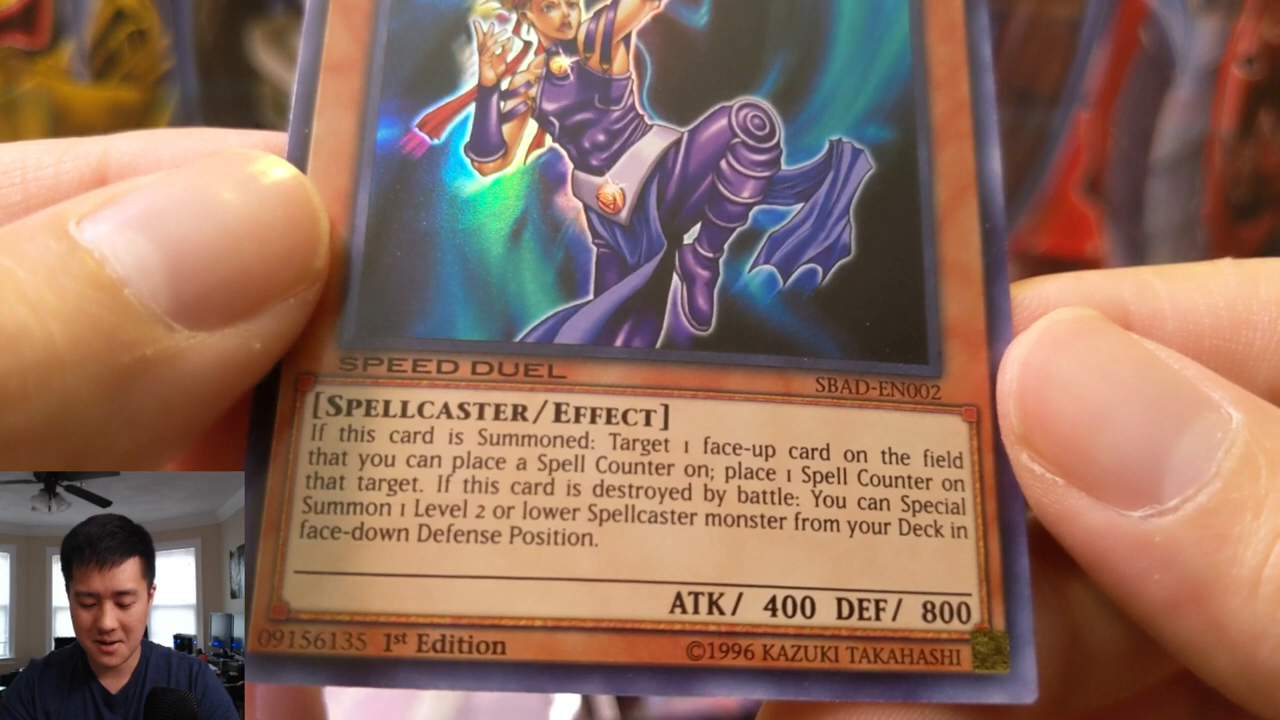 SPEED DUEL
SBAD-EN002
[SPELLCASTER/EFFECT]
If this card is Summoned: Target 1 face-up card on the field
that you can place a Spell Counter on; place 1 Spell Counter on
that target. If this card is destroyed by battle: You can Special
Summon 1 Level 2 or lower Spellcaster monster from your Deck in
face-down Defense Position.
ATK/ 400 DEF/ 800
09156135 1st Edition
©1996 KAZUKI TAKAHASHI